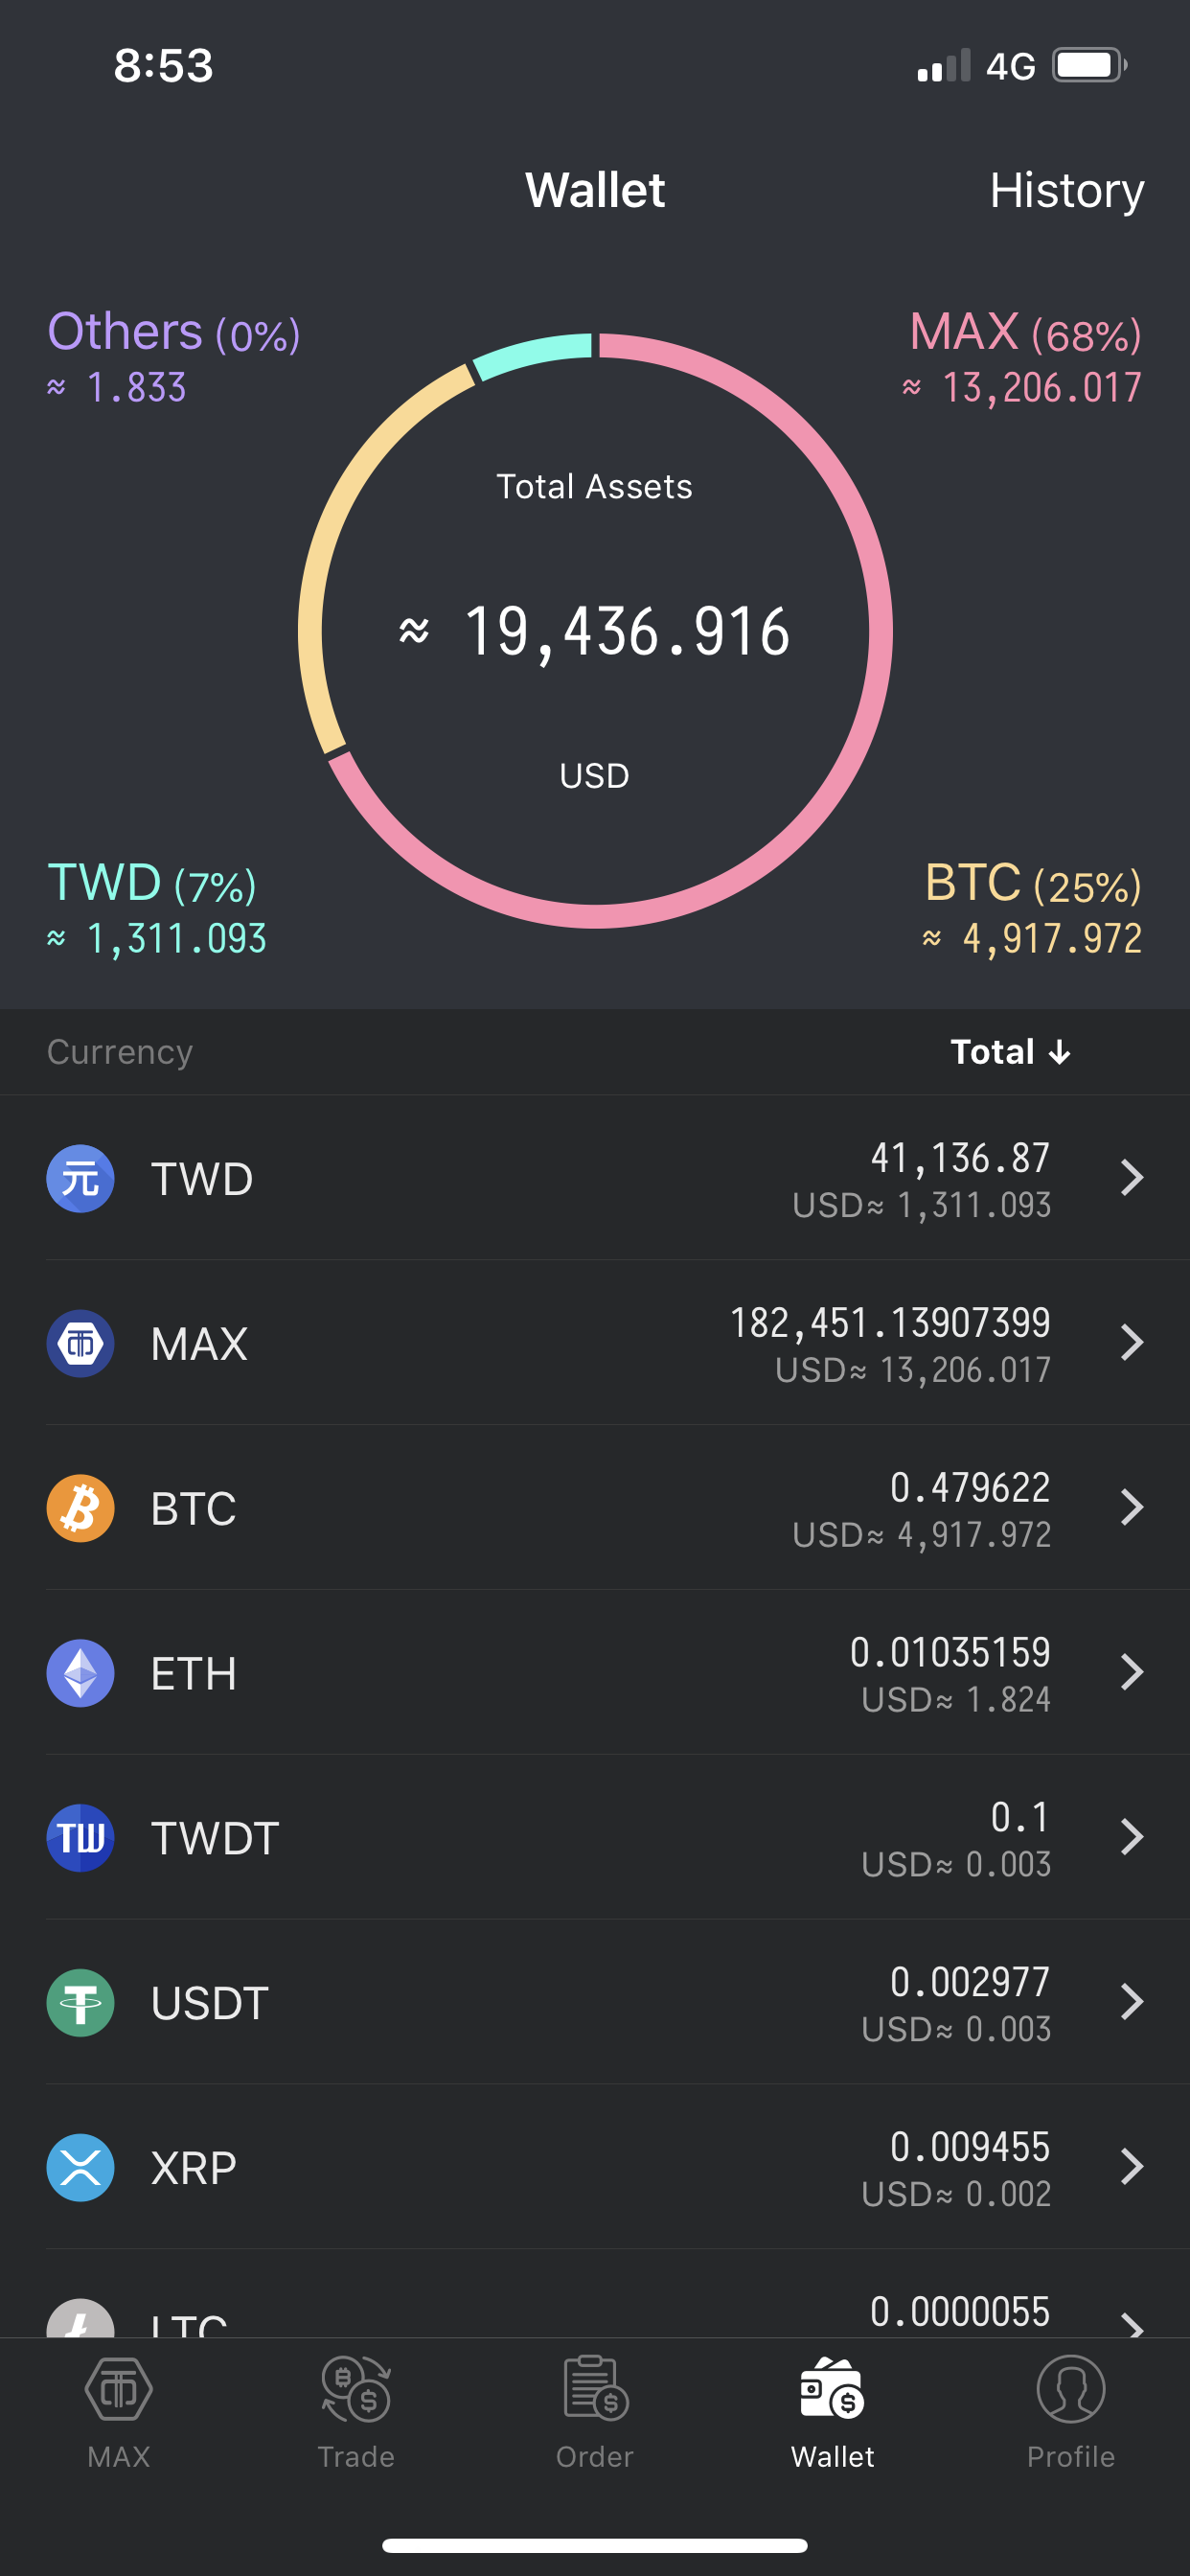 8:53 4G
Wallet History
Others (0%) MAX (68%)
≈ 1.833 ≈ 13,206.017
Total Assets
≈ 19,436.916
USD
TWD (7%) BTC (25%)
≈ 1,311.093 ≈ 4,917.972
Currency Total ↓
元 TWD 41,136.87
USD≈ 1,311.093
MAX 182,451.13907399
USD≈ 13,206.017
BTC 0.479622
USD≈ 4,917.972
ETH 0.01035159
USD≈ 1.824
TW TWDT 0.1
USD≈ 0.003
USDT 0.002977
USD≈ 0.003
XRP 0.009455
USD≈ 0.002
LTC 0.0000055
MAX Trade Order Wallet Profile